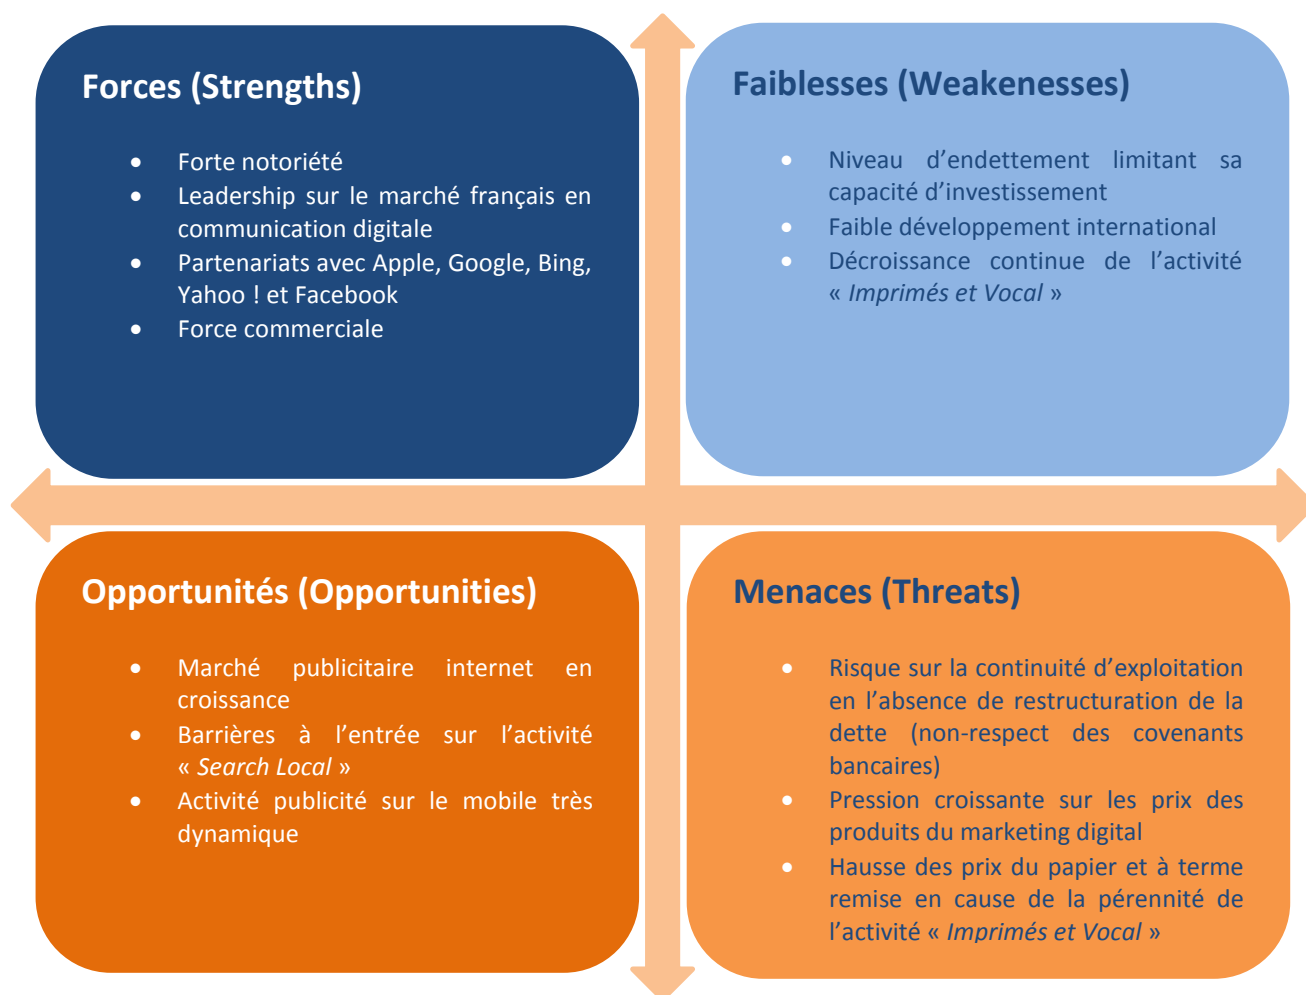 Forces (Strengths)
• Forte notoriété
• Leadership sur le marché français en
communication digitale
• Partenariats avec Apple, Google, Bing,
Yahoo ! et Facebook
• Force commerciale
Faiblesses (Weakenesses)
• Niveau d’endettement limitant sa
capacité d’investissement
• Faible développement international
• Décroissance continue de l’activité
« Imprimés et Vocal »
Opportunités (Opportunities)
• Marché publicitaire internet en
croissance
• Barrières à l’entrée sur l’activité
« Search Local »
• Activité publicité sur le mobile très
dynamique
Menaces (Threats)
• Risque sur la continuité d’exploitation
en l’absence de restructuration de la
dette (non-respect des covenants
bancaires)
• Pression croissante sur les prix des
produits du marketing digital
• Hausse des prix du papier et à terme
remise en cause de la pérennité de
l’activité « Imprimés et Vocal »